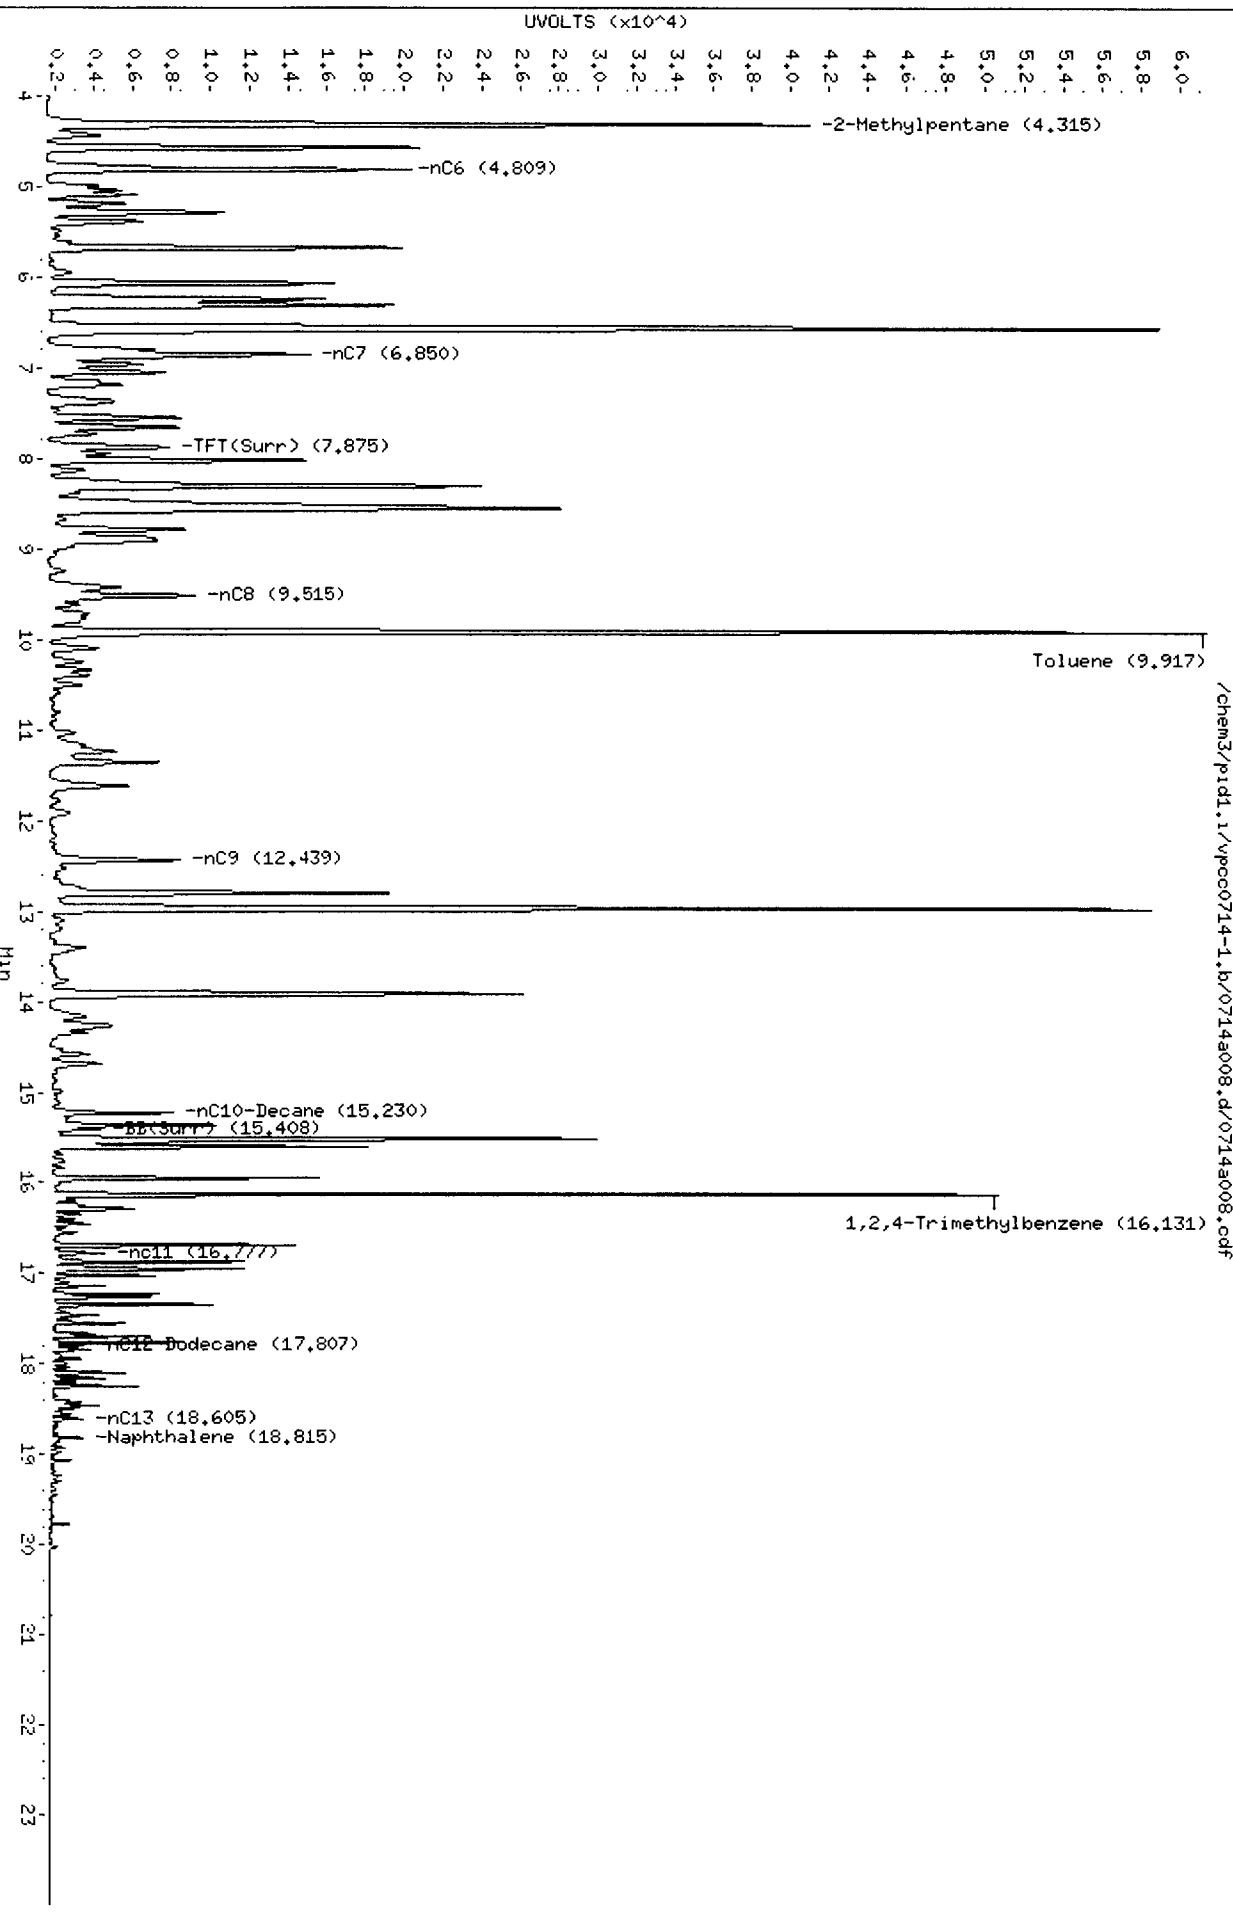 UVOLTS (x10^4)
0.2
0.4
0.6
0.8
1.0
1.2
1.4
1.6
1.8
2.0
2.2
2.4
2.6
2.8
3.0
3.2
3.4
3.6
3.8
4.0
4.2
4.4
4.6
4.8
5.0
5.2
5.4
5.6
5.8
6.0
/chem3/pid1.i/vpcc0714-1.b/0714a008.d/0714a008.cdf
-2-Methylpentane (4.315)
-nC6 (4.809)
-nC7 (6.850)
-TFT(Surr) (7.875)
-nC8 (9.515)
Toluene (9.917)
-nC9 (12.439)
-nC10-Decane (15.230)
-BB(Surr) (15.408)
1,2,4-Trimethylbenzene (16.131)
-nc11 (16.777)
-nC12-Dodecane (17.807)
-nC13 (18.605)
-Naphthalene (18.815)
4
5
6
7
8
9
10
11
12
13
14
15
16
17
18
19
20
21
22
23
Min